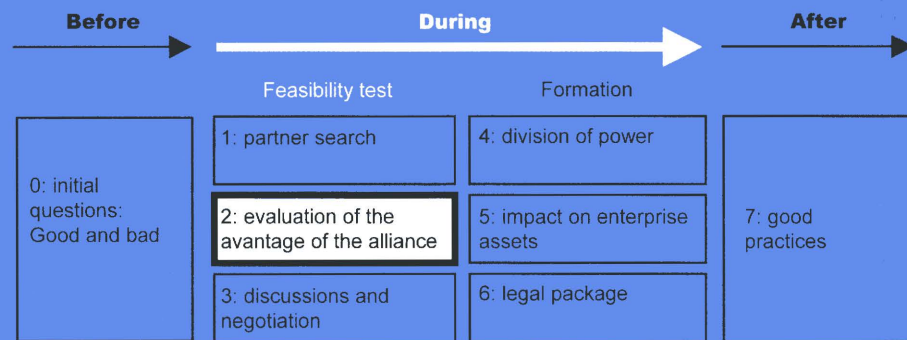 Before
During
After
Feasibility test
Formation
0: initial
questions:
Good and bad
1: partner search
2: evaluation of the
avantage of the alliance
3: discussions and
negotiation
4: division of power
5: impact on enterprise
assets
6: legal package
7: good
practices